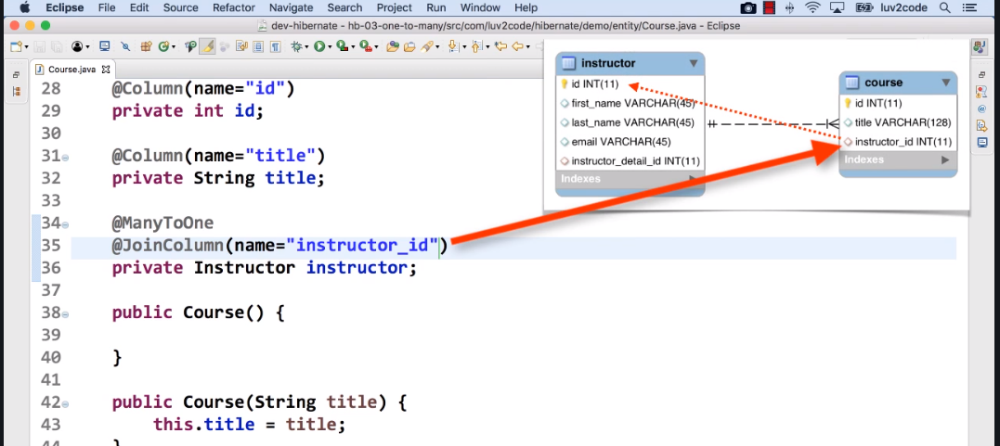 Eclipse File Edit Source Refactor Navigate Search Project Run Window Help luv2code
dev-hibernate - hb-03-one-to-many/src/com/luv2code/hibernate/demo/entity/Course.java - Eclipse
Course.java
28 @Column(name="id")
29 private int id;
30
31 @Column(name="title")
32 private String title;
33
34 @ManyToOne
35 @JoinColumn(name="instructor_id")
36 private Instructor instructor;
37
38 public Course() {
39
40 }
41
42 public Course(String title) {
43 this.title = title;
44 }
instructor
id INT(11)
first_name VARCHAR(45)
last_name VARCHAR(45)
email VARCHAR(45)
instructor_detail_id INT(11)
Indexes
course
id INT(11)
title VARCHAR(128)
instructor_id INT(11)
Indexes